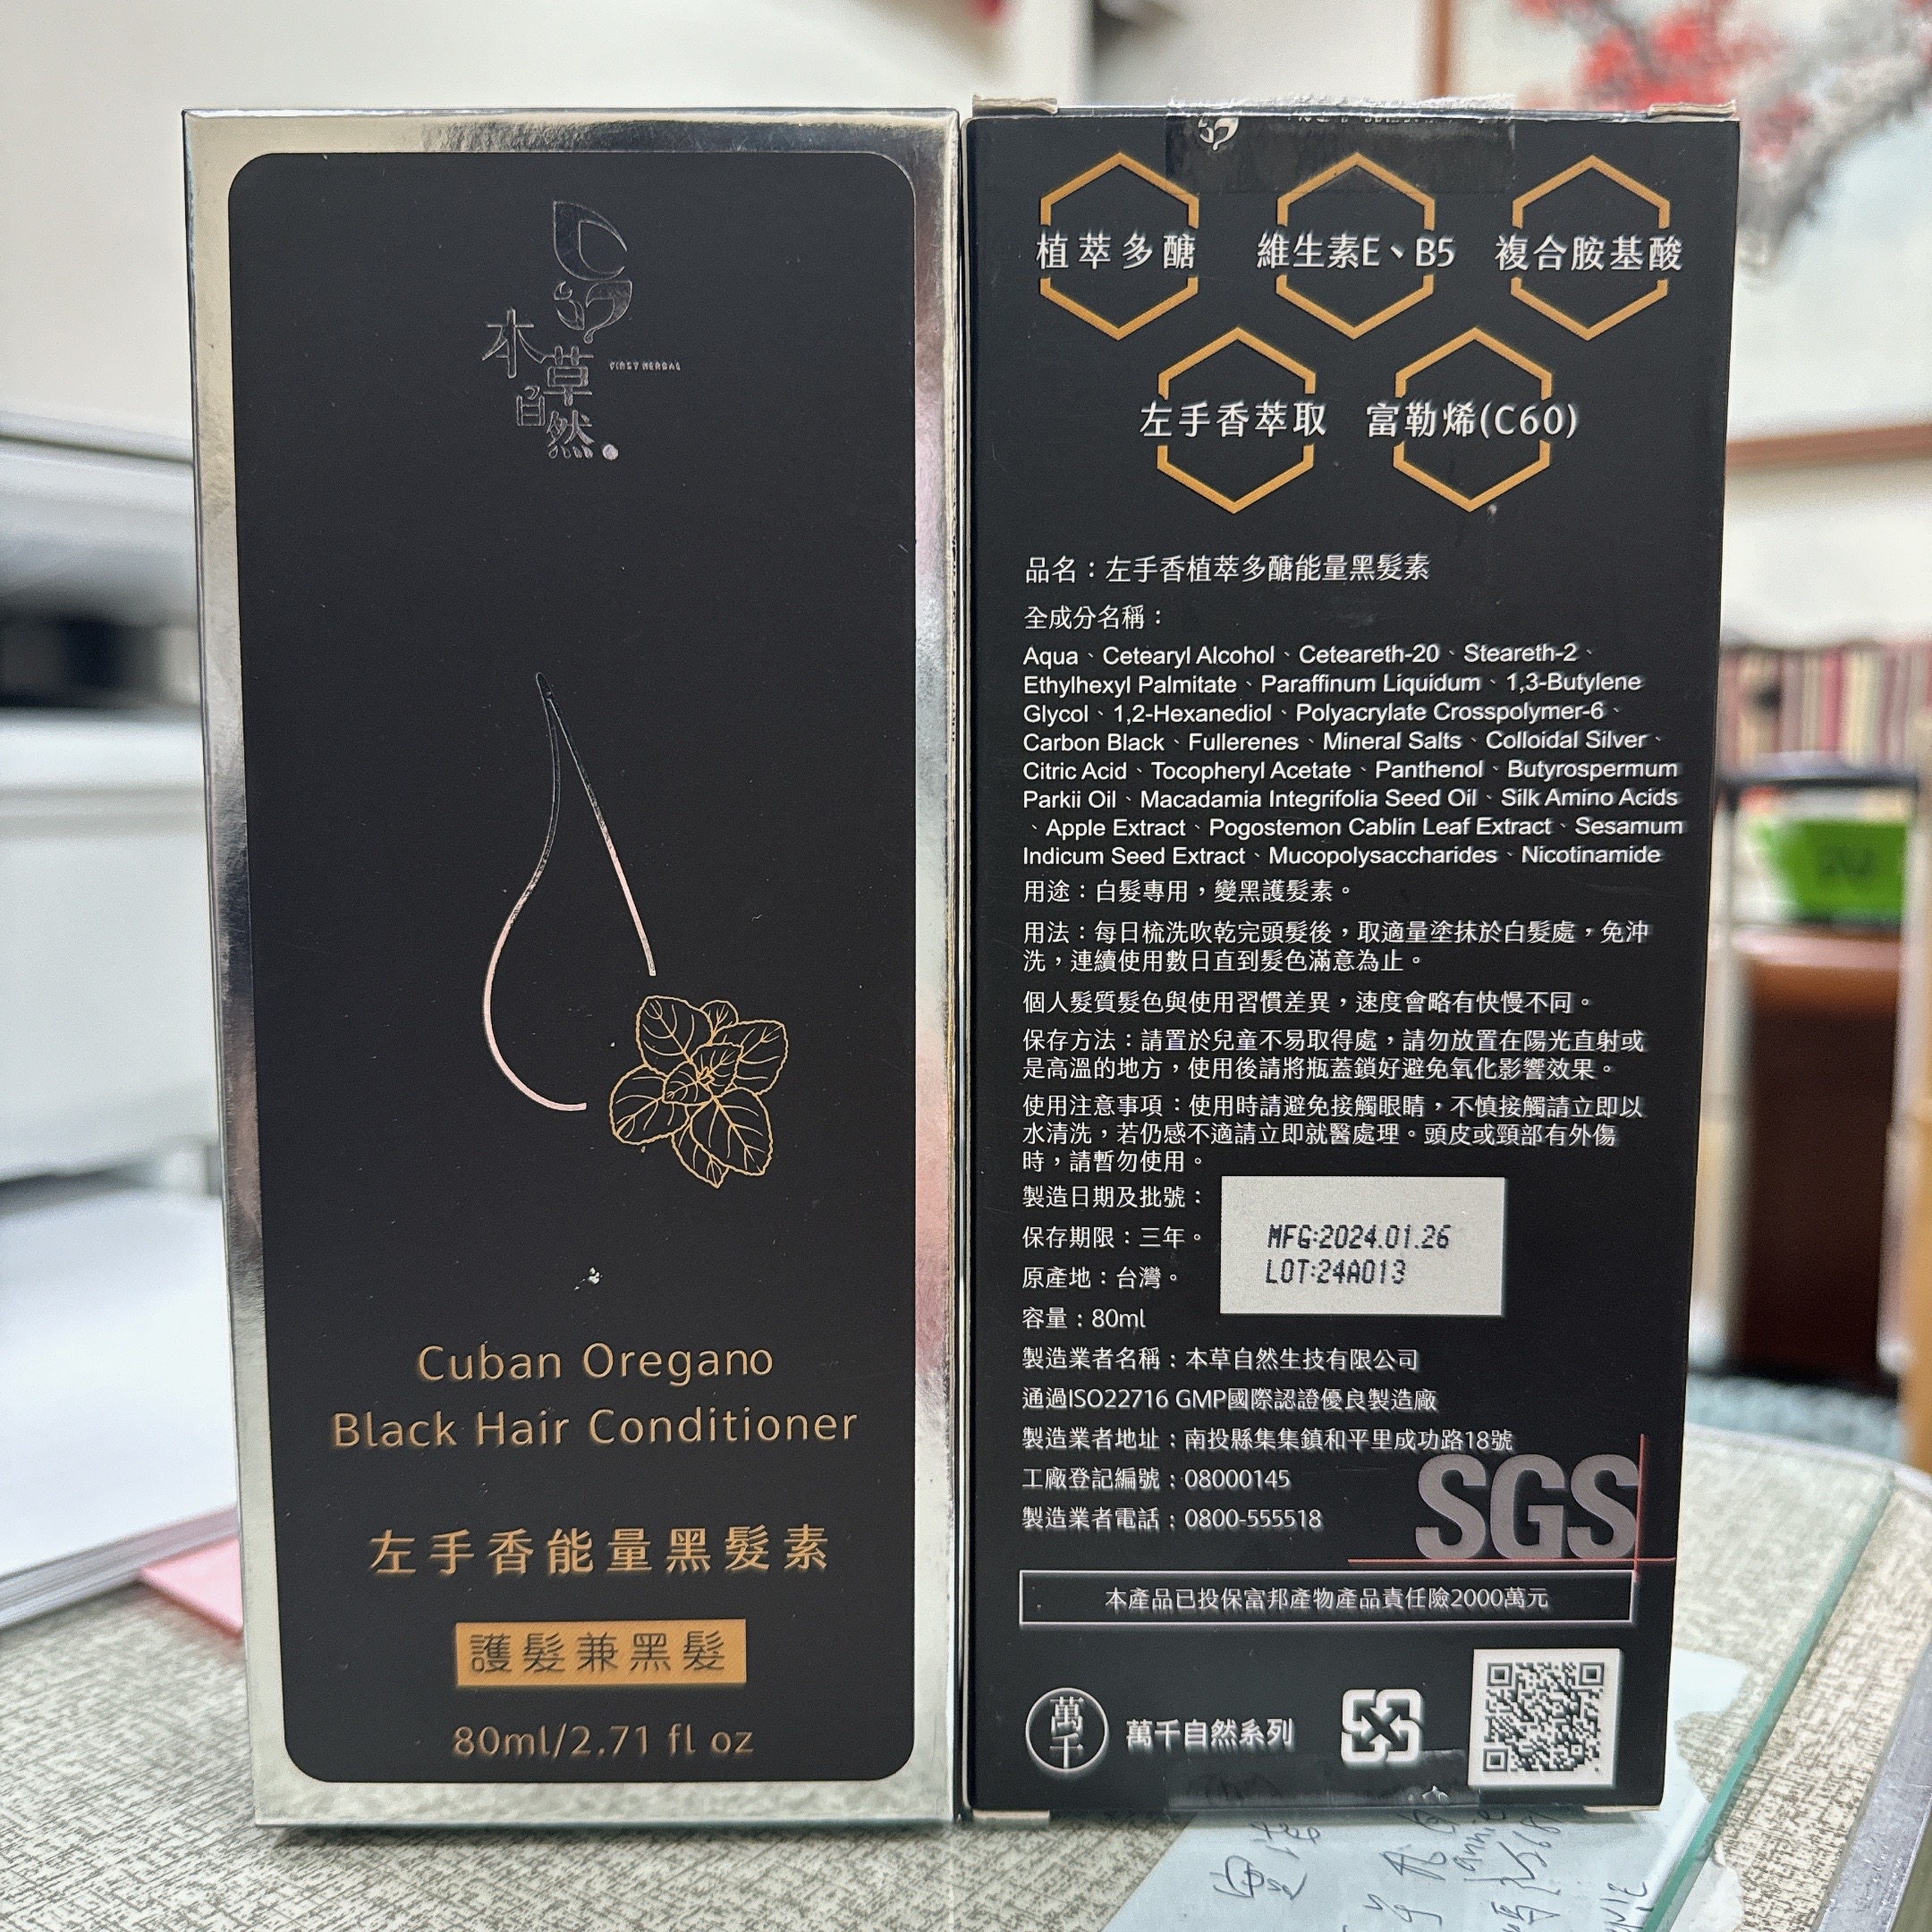 本草自然
FIRST HERBAL
Cuban Oregano
Black Hair Conditioner
左手香能量黑髮素
護髮兼黑髮
80ml/2.71 fl oz
植萃多醣
維生素E、B5
複合胺基酸
左手香萃取
富勒烯(C60)
品名：左手香植萃多醣能量黑髮素
全成分名稱：
Aqua、Cetearyl Alcohol、Ceteareth-20、Steareth-2、
Ethylhexyl Palmitate、Paraffinum Liquidum、1,3-Butylene
Glycol、1,2-Hexanediol、Polyacrylate Crosspolymer-6、
Carbon Black、Fullerenes、Mineral Salts、Colloidal Silver、
Citric Acid、Tocopheryl Acetate、Panthenol、Butyrospermum
Parkii Oil、Macadamia Integrifolia Seed Oil、Silk Amino Acids
、Apple Extract、Pogostemon Cablin Leaf Extract、Sesamum
Indicum Seed Extract、Mucopolysaccharides、Nicotinamide
用途：白髮專用，變黑護髮素。
用法：每日梳洗吹乾完頭髮後，取適量塗抹於白髮處，免沖
洗，連續使用數日直到髮色滿意為止。
個人髮質髮色與使用習慣差異，速度會略有快慢不同。
保存方法：請置於兒童不易取得處，請勿放置在陽光直射或
是高溫的地方，使用後請將瓶蓋鎖好避免氧化影響效果。
使用注意事項：使用時請避免接觸眼睛，不慎接觸請立即以
水清洗，若仍感不適請立即就醫處理。頭皮或頸部有外傷
時，請暫勿使用。
製造日期及批號：
MFG:2024.01.26
LOT:24A013
保存期限：三年。
原產地：台灣。
容量：80ml
製造業者名稱：本草自然生技有限公司
通過ISO22716 GMP國際認證優良製造廠
製造業者地址：南投縣集集鎮和平里成功路18號
工廠登記編號：08000145
製造業者電話：0800-555518
SGS
本產品已投保富邦產物產品責任險2000萬元
萬千
萬千自然系列